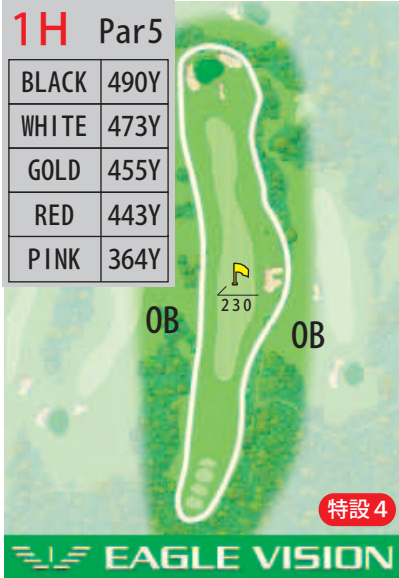 1H Par5
BLACK 490Y
WHITE 473Y
GOLD 455Y
RED 443Y
PINK 364Y
230
OB
OB
特設4
EAGLE VISION